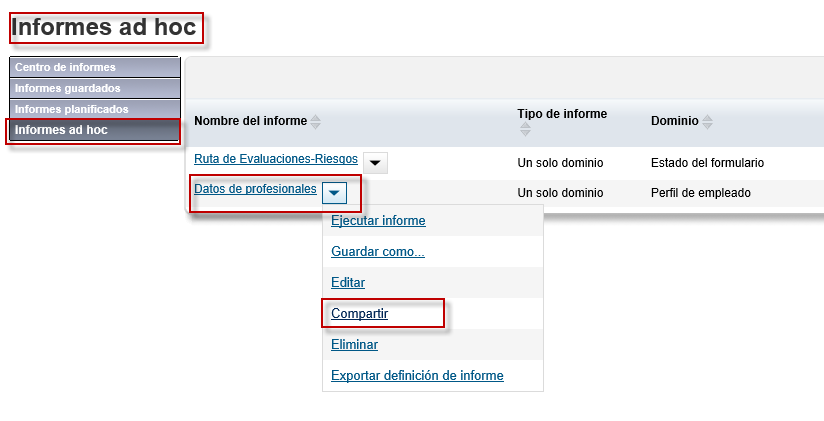 Informes ad hoc
Centro de informes
Informes guardados
Informes planificados
Informes ad hoc
Nombre del informe Tipo de informe Dominio
Ruta de Evaluaciones-Riesgos Un solo dominio Estado del formulario
Datos de profesionales Un solo dominio Perfil de empleado
Ejecutar informe
Guardar como...
Editar
Compartir
Eliminar
Exportar definición de informe